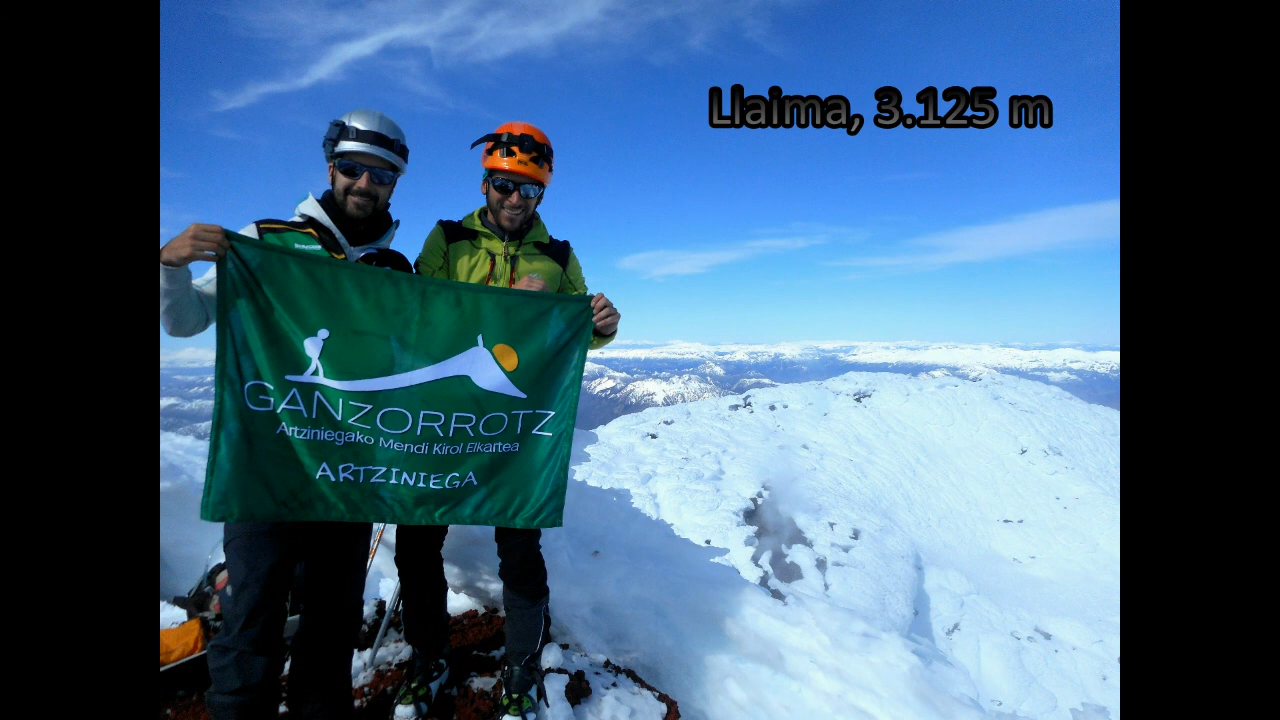 Llaima, 3.125 m
GANZORROTZ
Artziniegako Mendi Kirol Elkartea
ARTZINIEGA